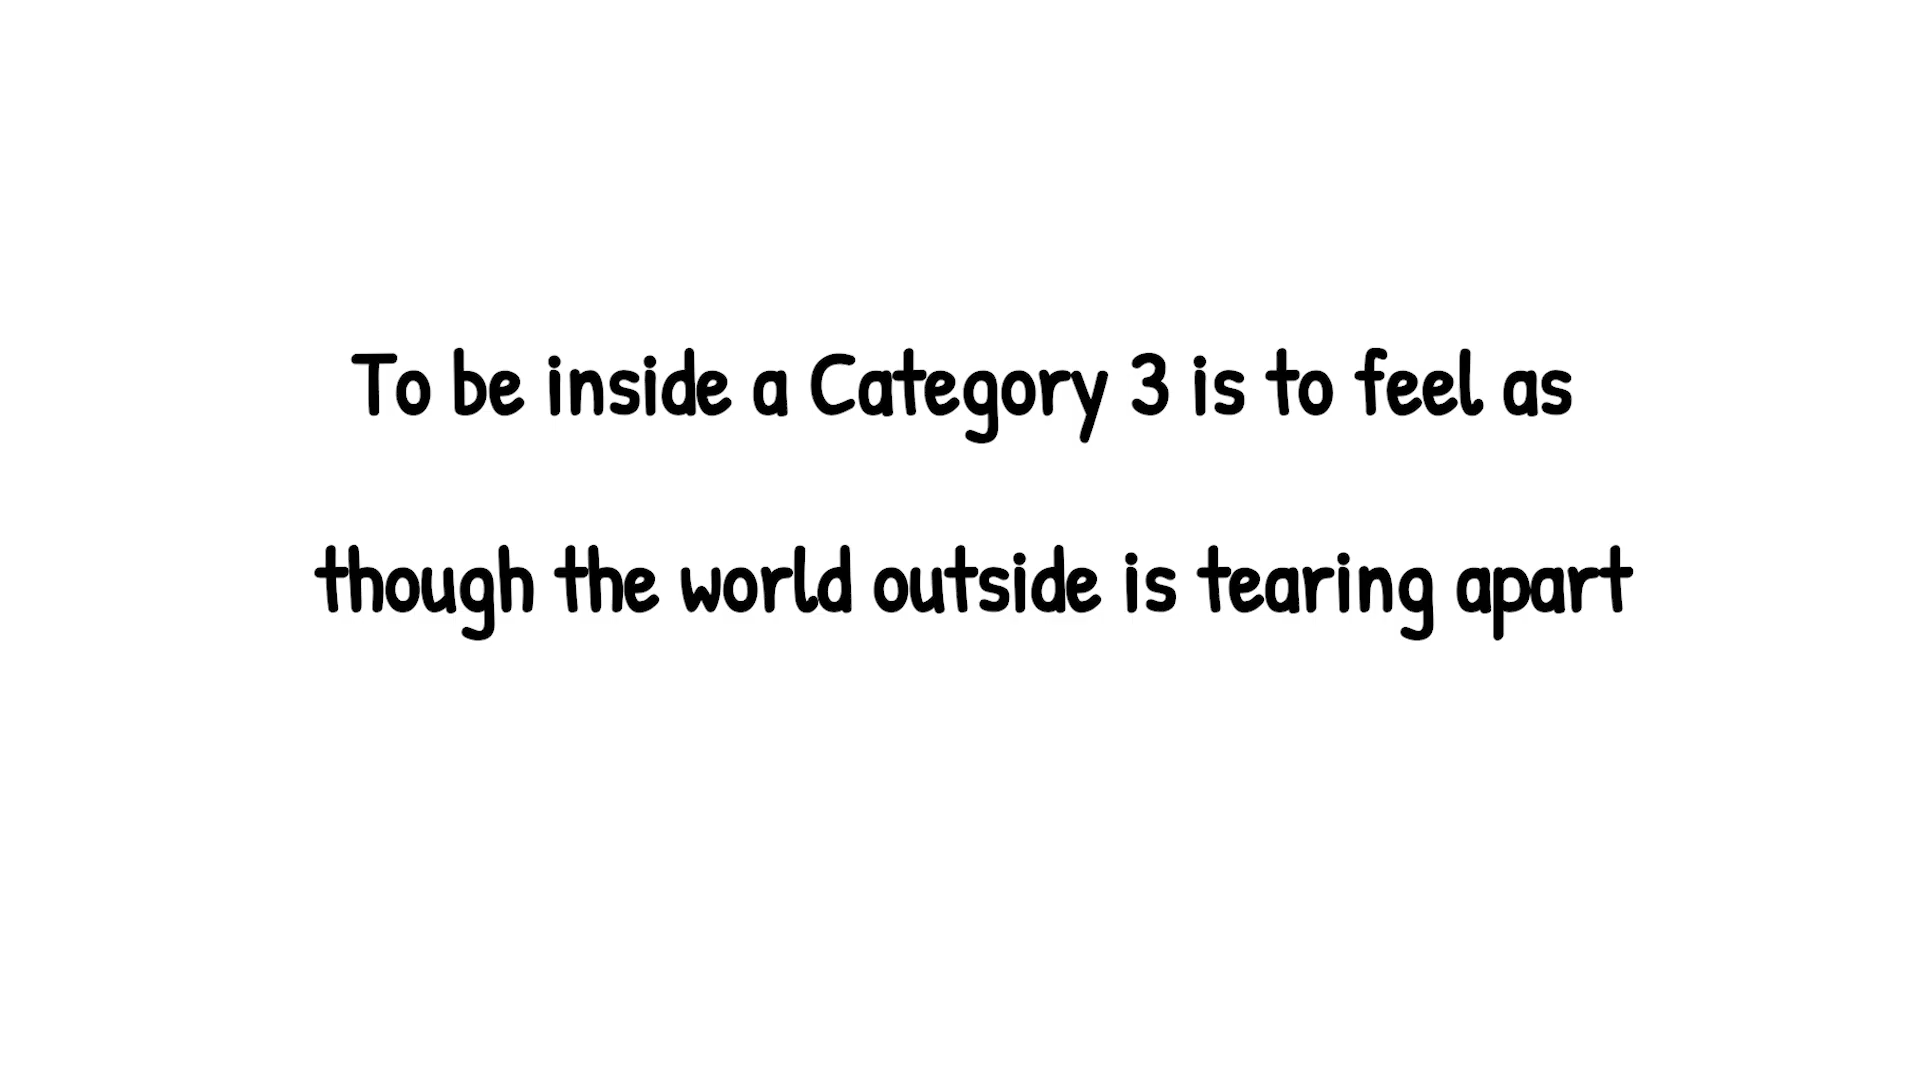 To be inside a Category 3 is to feel as
though the world outside is tearing apart